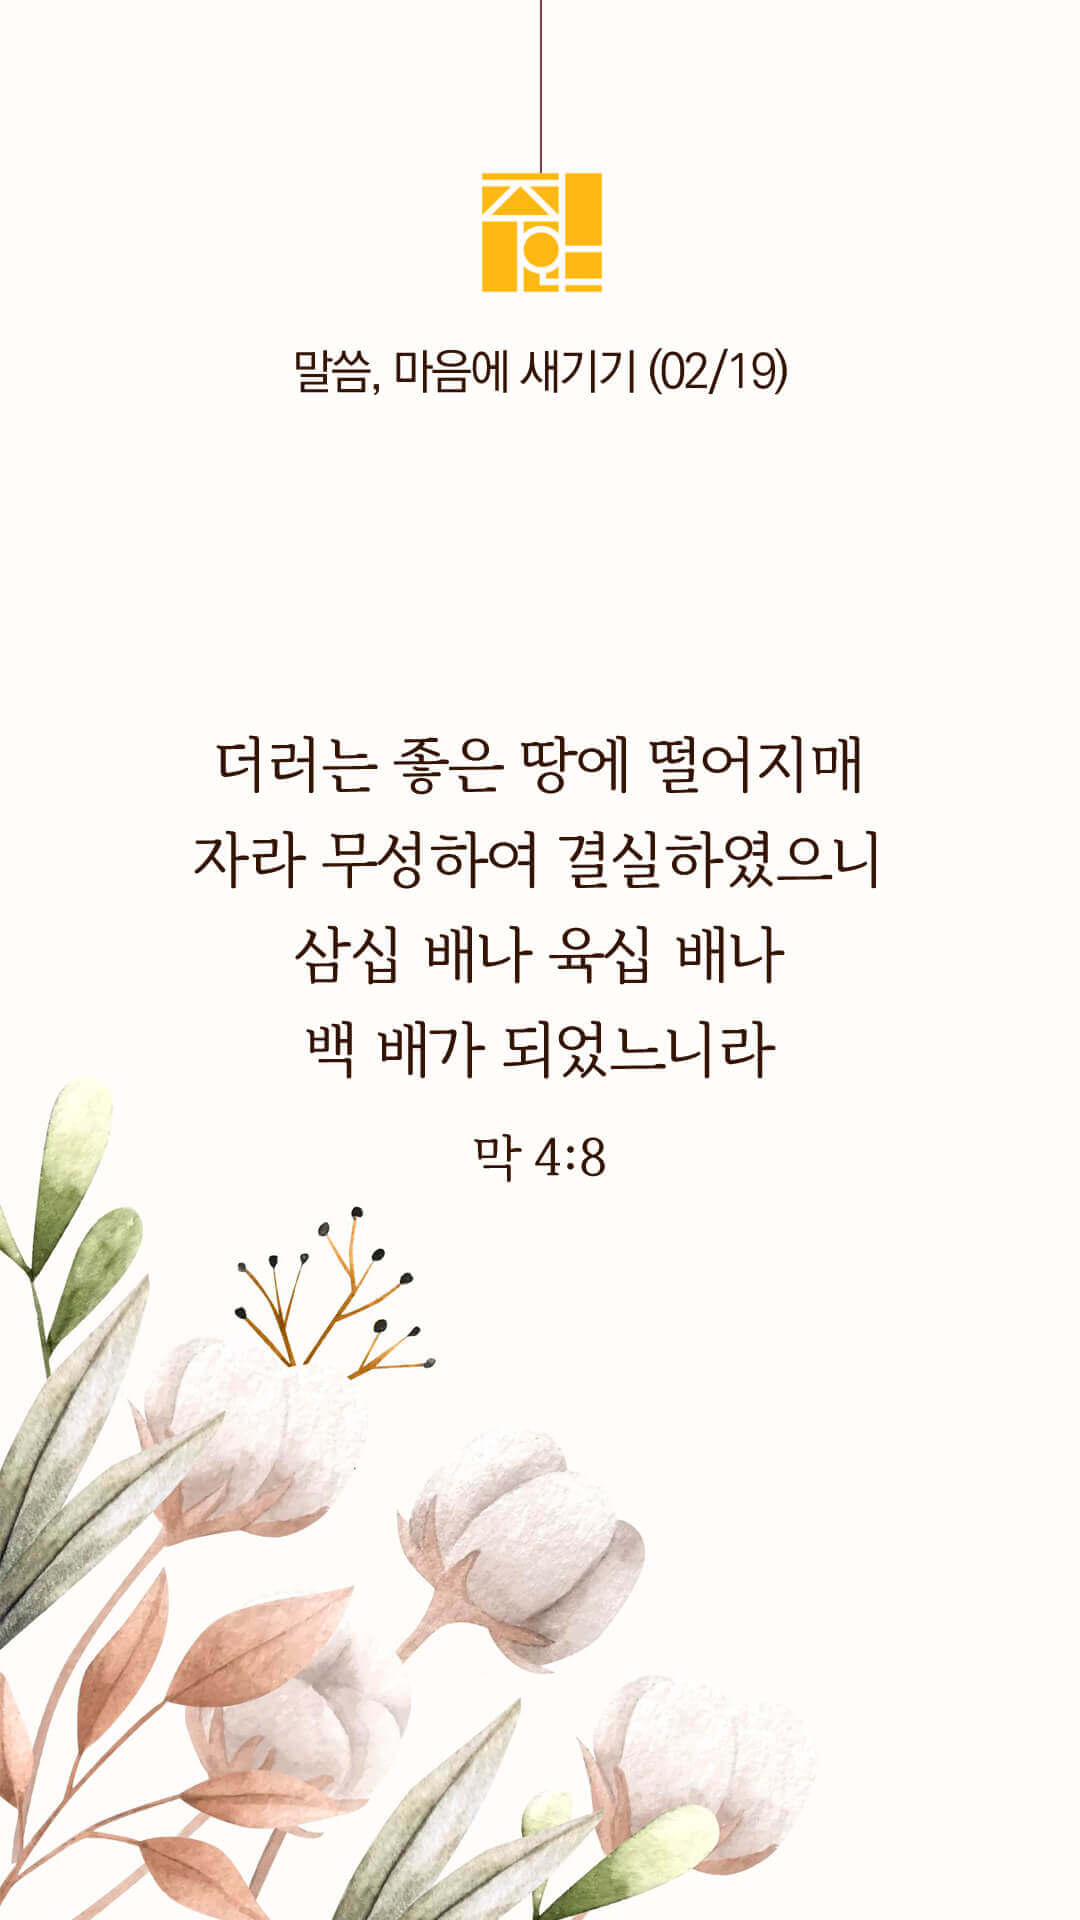 말씀, 마음에 새기기 (02/19)
더러는 좋은 땅에 떨어지매
자라 무성하여 결실하였으니
삼십 배나 육십 배나
백 배가 되었느니라
막 4:8